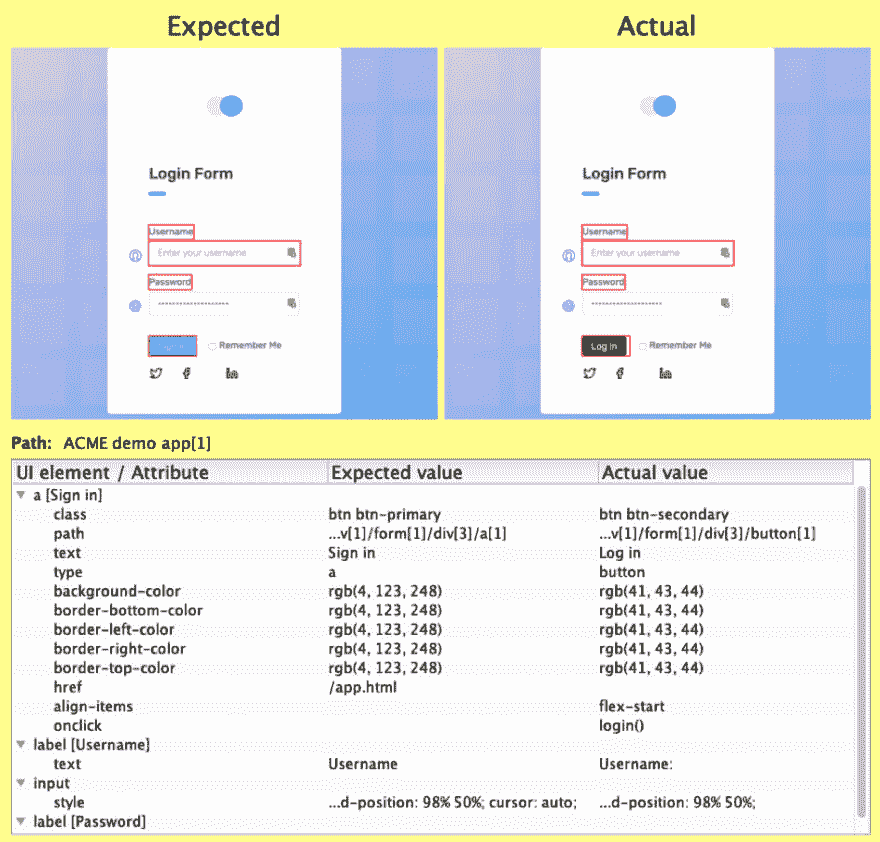 Expected Actual
Login Form Login Form
Username Username
Enter your username Enter your username
Password Password
Remember Me Log In Remember Me
Path: ACME demo app[1]
UI element / Attribute Expected value Actual value
a [Sign in]
class btn btn-primary btn btn-secondary
path ...v[1]/form[1]/div[3]/a[1] ...v[1]/form[1]/div[3]/button[1]
text Sign in Log in
type a button
background-color rgb(4, 123, 248) rgb(41, 43, 44)
border-bottom-color rgb(4, 123, 248) rgb(41, 43, 44)
border-left-color rgb(4, 123, 248) rgb(41, 43, 44)
border-right-color rgb(4, 123, 248) rgb(41, 43, 44)
border-top-color rgb(4, 123, 248) rgb(41, 43, 44)
href /app.html
align-items flex-start
onclick login()
label [Username]
text Username Username:
input
style ...d-position: 98% 50%; cursor: auto; ...d-position: 98% 50%;
label [Password]